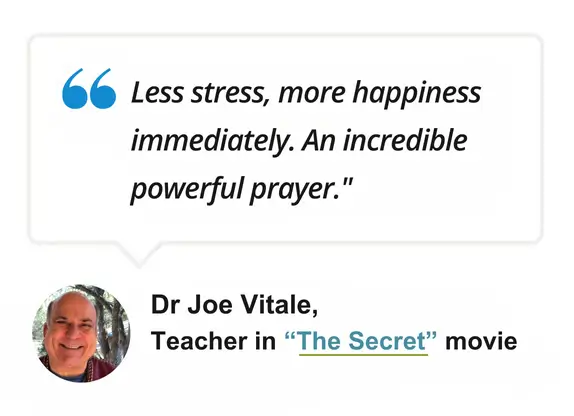 “ Less stress, more happiness
immediately. An incredible
powerful prayer."
Dr Joe Vitale,
Teacher in “The Secret” movie